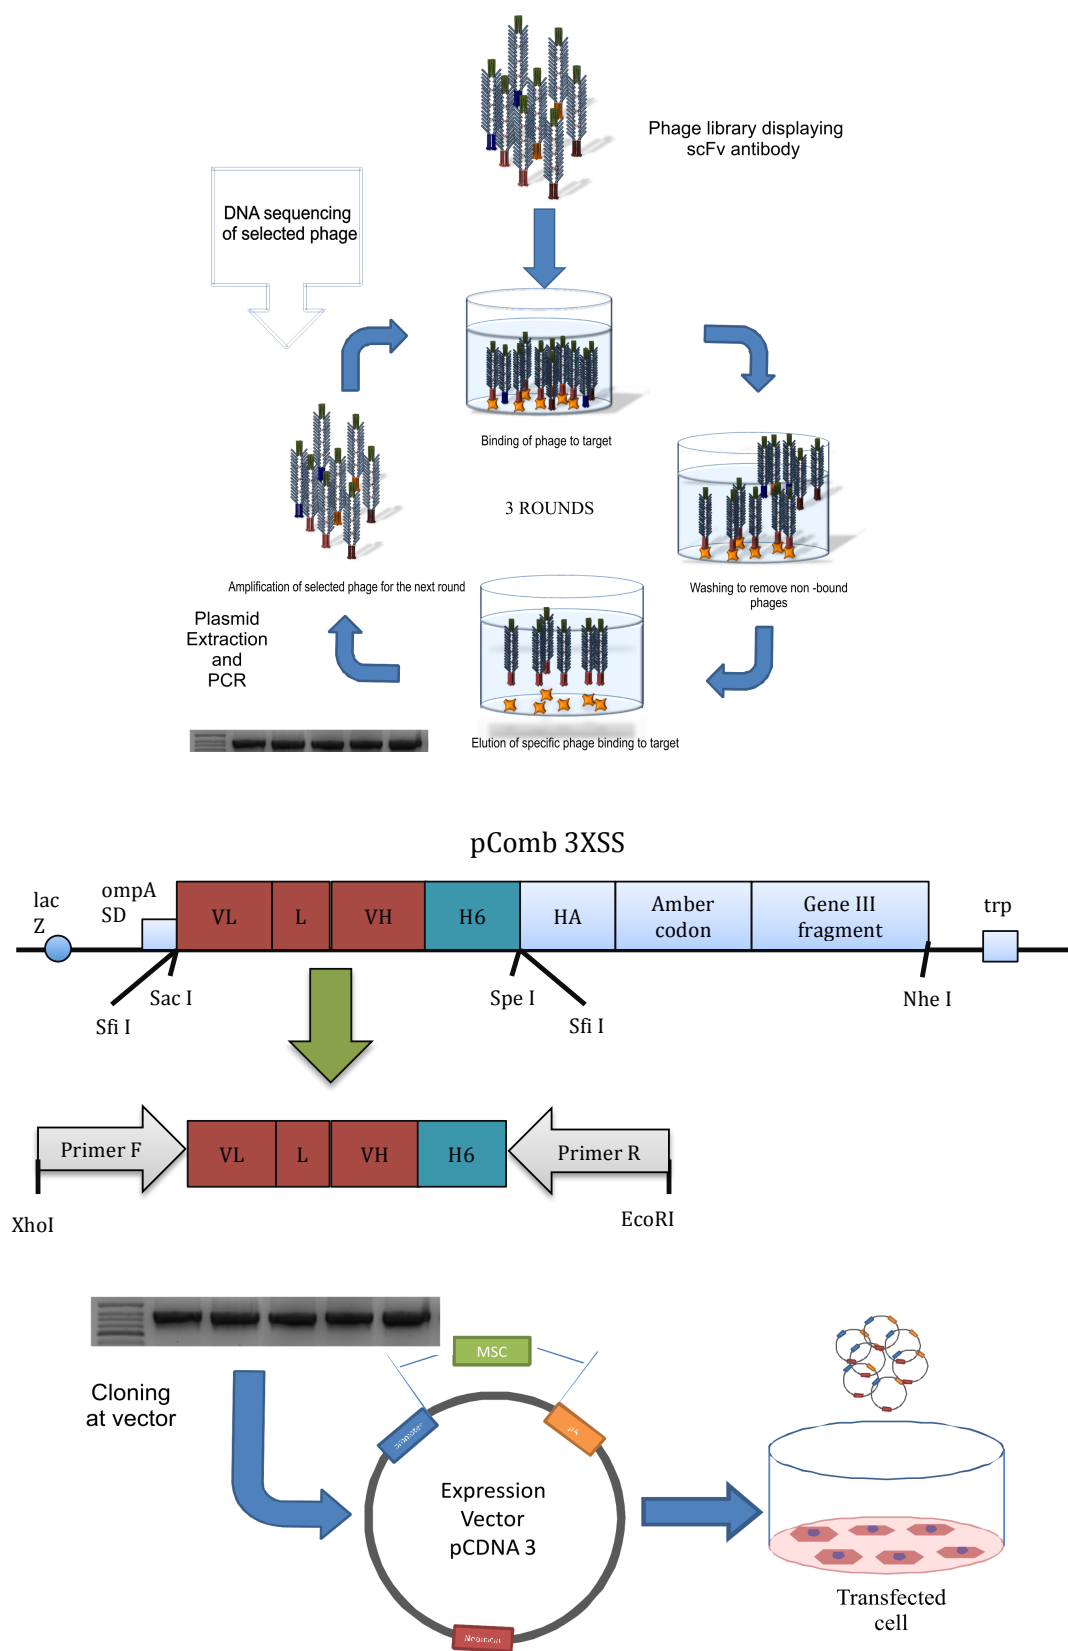 Phage library displaying
scFv antibody
DNA sequencing
of selected phage
Binding of phage to target
3 ROUNDS
Amplification of selected phage for the next round
Washing to remove non -bound
phages
Plasmid
Extraction
and
PCR
Elution of specific phage binding to target
pComb 3XSS
lac
Z
ompA
SD
VL
L
VH
H6
HA
Amber
codon
Gene III
fragment
trp
Sfi I
Sac I
Spe I
Sfi I
Nhe I
Primer F
VL
L
VH
H6
Primer R
XhoI
EcoRI
MSC
Cloning
at vector
promoter
pA
Expression
Vector
pCDNA 3
Neomicin
Transfected
cell